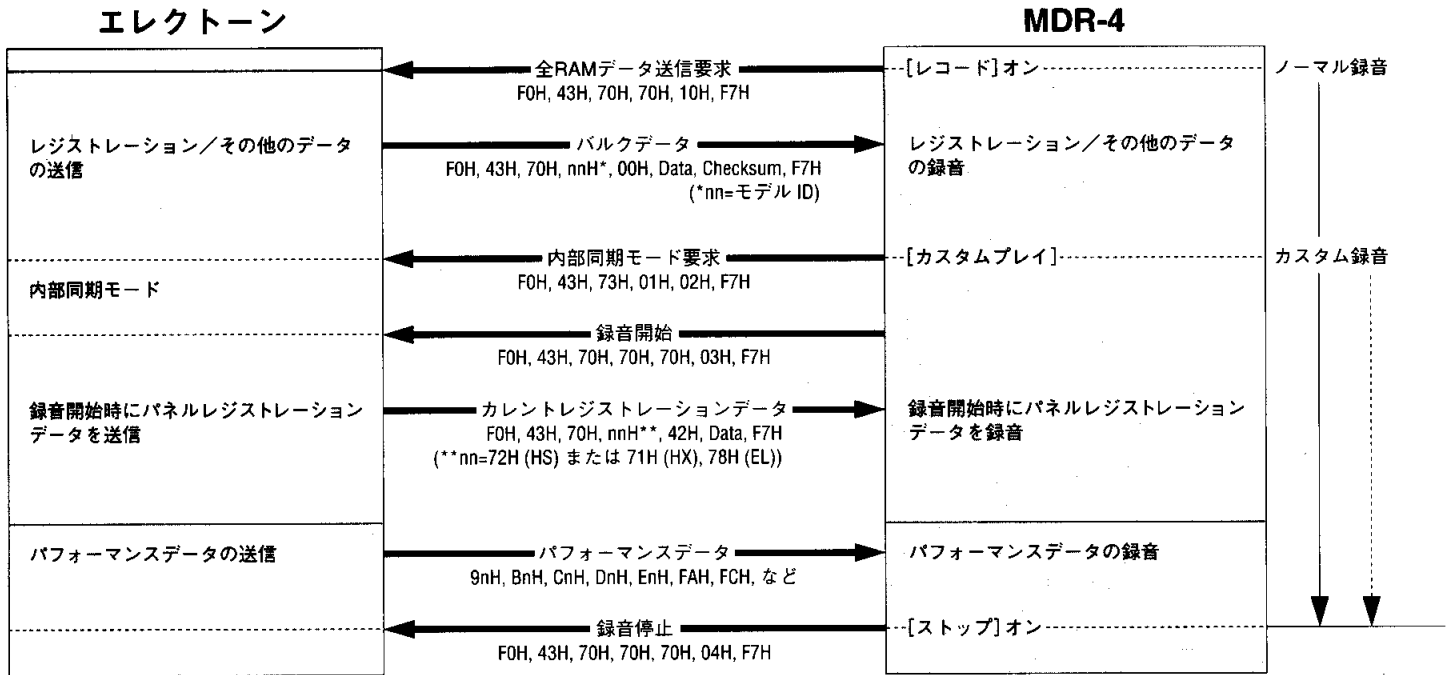 エレクトーン
MDR-4
全RAMデータ送信要求
[レコード]オン
ノーマル録音
F0H, 43H, 70H, 70H, 10H, F7H
レジストレーション／その他のデータ
の送信
バルクデータ
F0H, 43H, 70H, nnH*, 00H, Data, Checksum, F7H
(*nn=モデル ID)
レジストレーション／その他のデータ
の録音
内部同期モード要求
[カスタムプレイ]
カスタム録音
F0H, 43H, 73H, 01H, 02H, F7H
内部同期モード
録音開始
F0H, 43H, 70H, 70H, 70H, 03H, F7H
録音開始時にパネルレジストレーション
データを送信
カレントレジストレーションデータ
F0H, 43H, 70H, nnH**, 42H, Data, F7H
(**nn=72H (HS) または 71H (HX), 78H (EL))
録音開始時にパネルレジストレーション
データを録音
パフォーマンスデータの送信
パフォーマンスデータ
9nH, BnH, CnH, DnH, EnH, FAH, FCH, など
パフォーマンスデータの録音
録音停止
[ストップ]オン
F0H, 43H, 70H, 70H, 70H, 04H, F7H